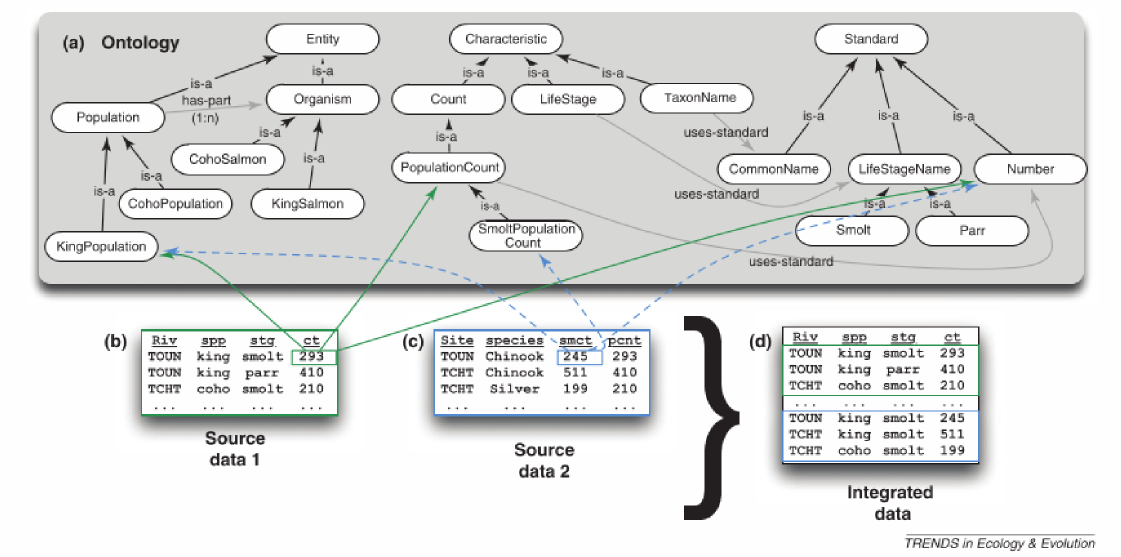 (a) Ontology
Entity
Characteristic
Standard
is-a
is-a
is-a
is-a
is-a
has-part
(1:n)
Organism
Count
LifeStage
TaxonName
Population
is-a
is-a
is-a
is-a
uses-standard
is-a
is-a
is-a
CohoSalmon
PopulationCount
CommonName
LifeStageName
Number
is-a
is-a
CohoPopulation
KingSalmon
is-a
uses-standard
is-a
is-a
KingPopulation
SmoltPopulation
Count
Smolt
Parr
uses-standard
(b)
Riv spp stg ct
TOUN king smolt 293
TOUN king parr 410
TCHT coho smolt 210
... ... ... ...
Source
data 1
(c)
Site species smct pcnt
TOUN Chinook 245 293
TCHT Chinook 511 410
TCHT Silver 199 210
... ... ... ...
Source
data 2
}
(d)
Riv spp stg ct
TOUN king smolt 293
TOUN king parr 410
TCHT coho smolt 210
... ... ... ...
TOUN king smolt 245
TCHT king smolt 511
TCHT coho smolt 199
Integrated
data
TRENDS in Ecology & Evolution